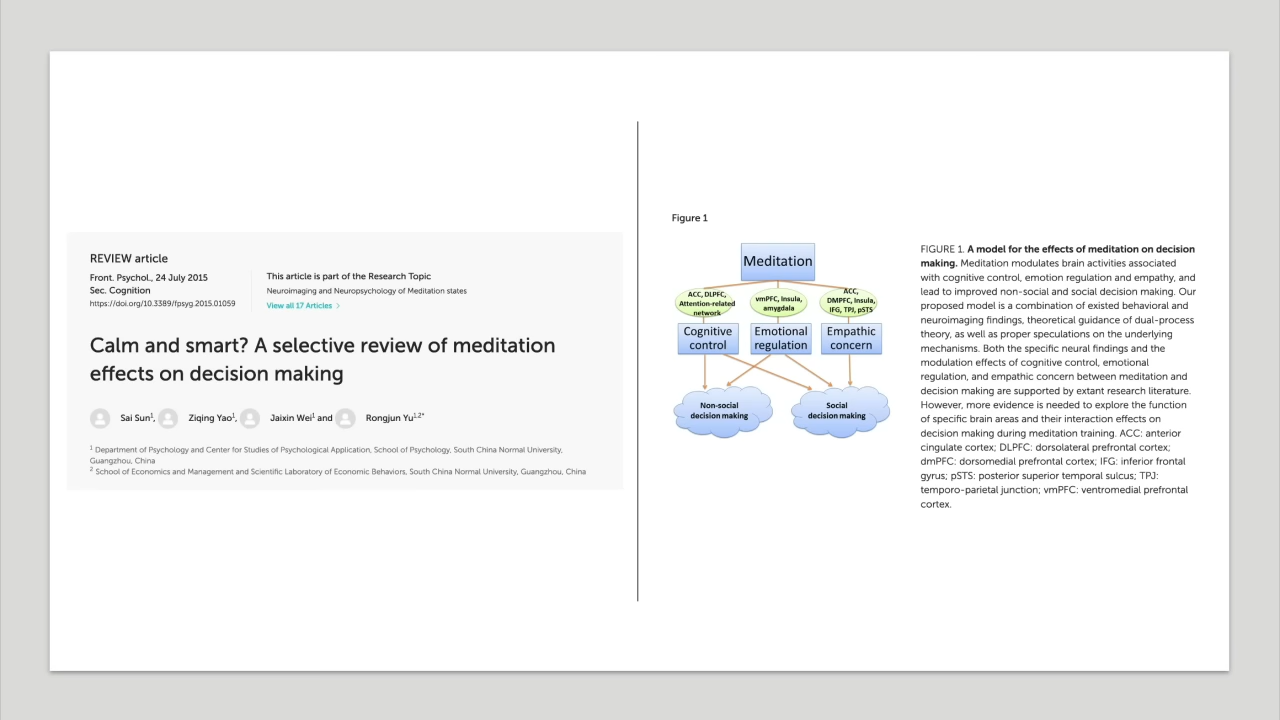 REVIEW article
Front. Psychol., 24 July 2015
Sec. Cognition
https://doi.org/10.3389/fpsyg.2015.01059
This article is part of the Research Topic
Neuroimaging and Neuropsychology of Meditation states
View all 17 Articles >
Calm and smart? A selective review of meditation
effects on decision making
Sai Sun1, Ziqing Yao1, Jaixin Wei1 and Rongjun Yu1,2*
1 Department of Psychology and Center for Studies of Psychological Application, School of Psychology, South China Normal University,
Guangzhou, China
2 School of Economics and Management and Scientific Laboratory of Economic Behaviors, South China Normal University, Guangzhou, China
Figure 1
Meditation
ACC, DLPFC,
Attention-related
network
vmPFC, Insula,
amygdala
ACC,
DMPFC, Insula,
IFG, TPJ, pSTS
Cognitive
control
Emotional
regulation
Empathic
concern
Non-social
decision making
Social
decision making
FIGURE 1. A model for the effects of meditation on decision
making. Meditation modulates brain activities associated
with cognitive control, emotion regulation and empathy, and
lead to improved non-social and social decision making. Our
proposed model is a combination of existed behavioral and
neuroimaging findings, theoretical guidance of dual-process
theory, as well as proper speculations on the underlying
mechanisms. Both the specific neural findings and the
modulation effects of cognitive control, emotional
regulation, and empathic concern between meditation and
decision making are supported by extant research literature.
However, more evidence is needed to explore the function
of specific brain areas and their interaction effects on
decision making during meditation training. ACC: anterior
cingulate cortex; DLPFC: dorsolateral prefrontal cortex;
dmPFC: dorsomedial prefrontal cortex; IFG: inferior frontal
gyrus; pSTS: posterior superior temporal sulcus; TPJ:
temporo-parietal junction; vmPFC: ventromedial prefrontal
cortex.